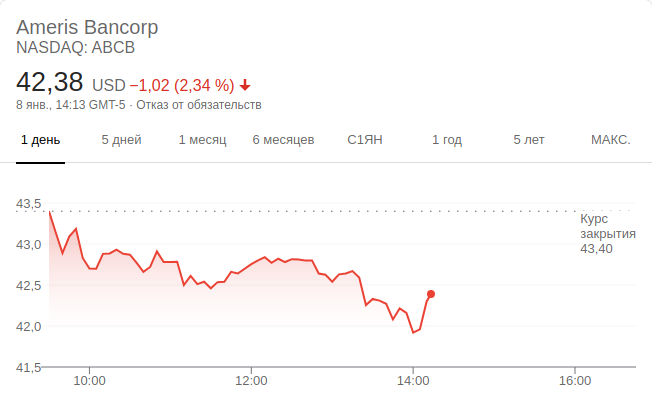 Ameris Bancorp
NASDAQ: ABCB
42,38 USD −1,02 (2,34 %)
8 янв., 14:13 GMT-5 · Отказ от обязательств
1 день 5 дней 1 месяц 6 месяцев С1ЯН 1 год 5 лет МАКС.
43,5
Курс
закрытия
43,40
43,0
42,5
42,0
41,5
10:00 12:00 14:00 16:00